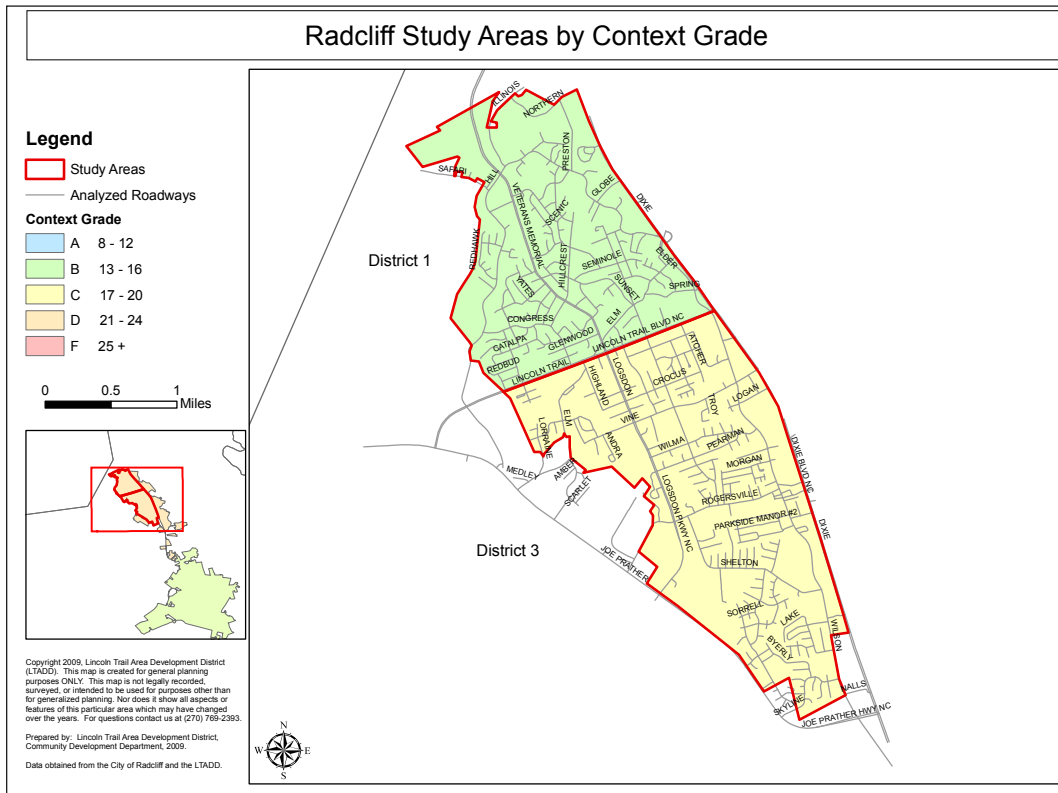 Radcliff Study Areas by Context Grade
Legend
Study Areas
Analyzed Roadways
Context Grade
A 8 - 12
B 13 - 16
C 17 - 20
D 21 - 24
F 25 +
0 0.5 1
Miles
Copyright 2009, Lincoln Trail Area Development District
(LTADD). This map is created for general planning
purposes ONLY. This map is not legally recorded,
surveyed, or intended to be used for purposes other than
for generalized planning. Nor does it show all aspects or
features of this particular area which may have changed
over the years. For questions contact us at (270) 769-2393.
Prepared by: Lincoln Trail Area Development District,
Community Development Department, 2009.
Data obtained from the City of Radcliff and the LTADD.
N
W E
S
ILLINOIS
NORTHERN
PRESTON
SAFARI
HILL
GLOBE
DIXIE
VETERANS MEMORIAL
SCENIC
REDHAWK
HILLCREST
District 1
SEMINOLE
ELDER
YATES
SUNSET
SPRING
CONGRESS
ELM
CATALPA
GLENWOOD
LINCOLN TRAIL BLVD NC
REDBUD
LINCOLN TRAIL
HIGHLAND
LOGSDON
ATCHER
CROCUS
TROY
LOGAN
LORRAINE
ELM
VINE
ANDRA
WILMA
PEARMAN
DIXIE BLVD NC
MEDLEY
AMBER
SCARLET
MORGAN
LOGSDON PKWY NC
ROGERSVILLE
PARKSIDE MANOR #2
DIXIE
District 3
JOE PRATHER
SHELTON
SORRELL
LAKE
WILSON
BYERLY
NALLS
SKYLINE
JOE PRATHER HWY NC